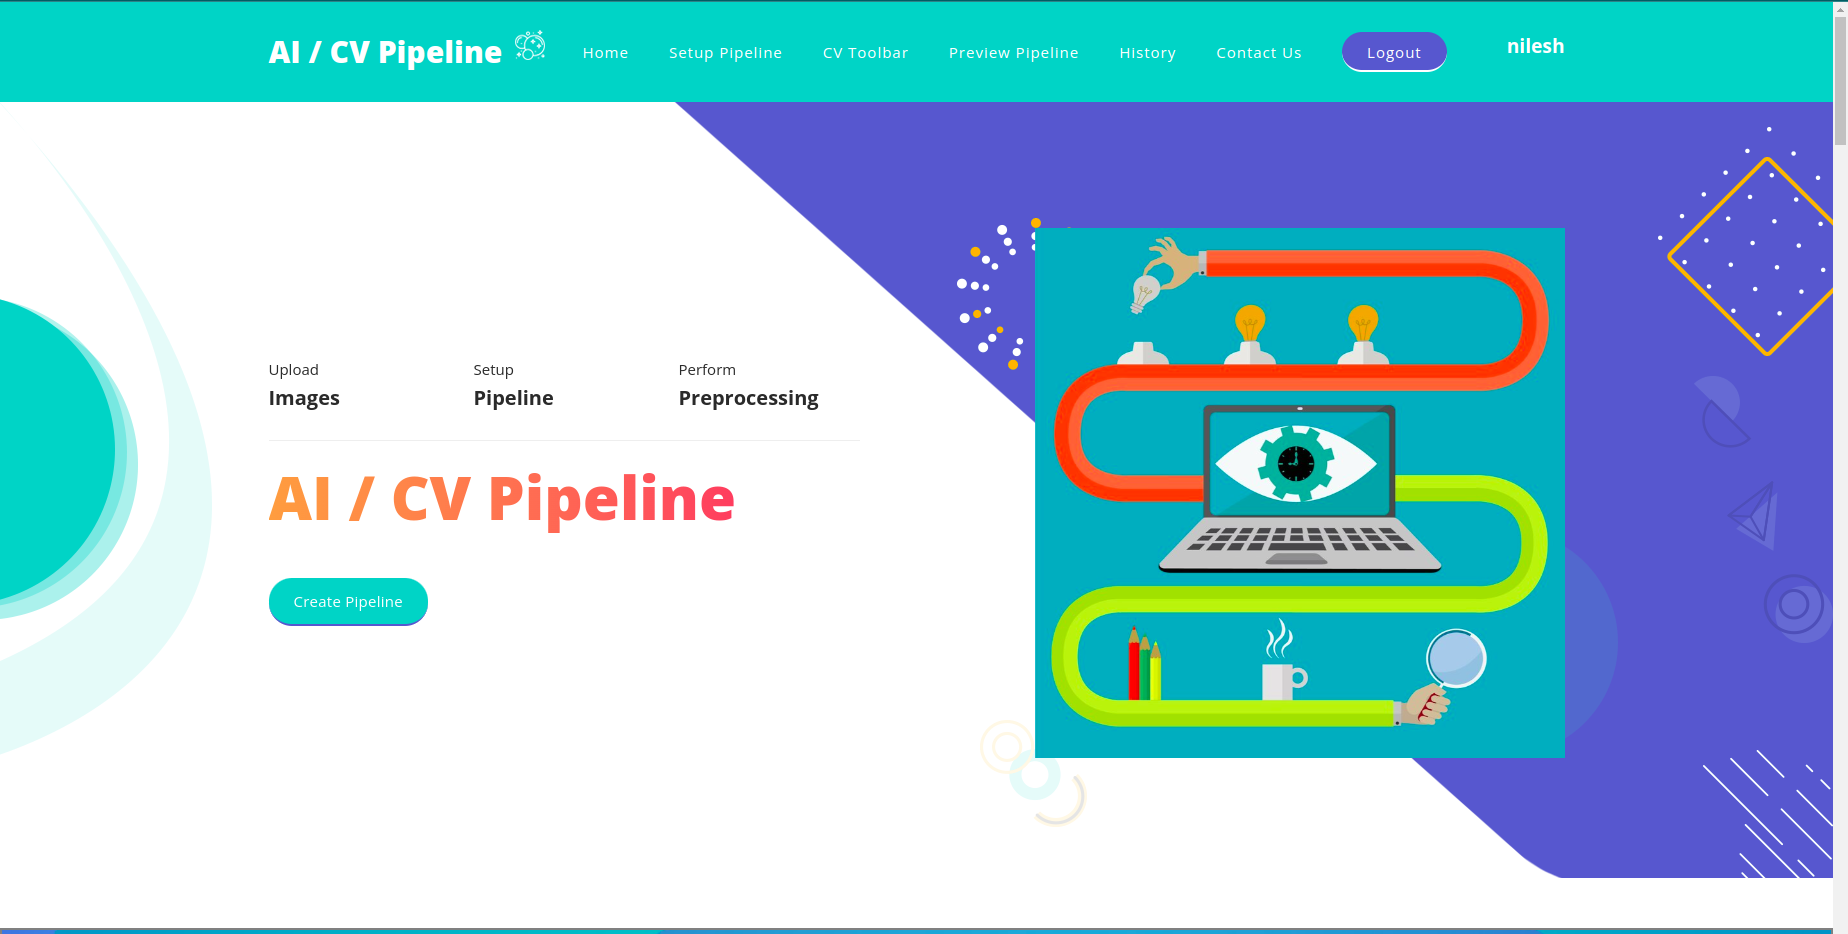 AI / CV Pipeline
Home Setup Pipeline CV Toolbar Preview Pipeline History Contact Us Logout nilesh
Upload Setup Perform
Images Pipeline Preprocessing
AI / CV Pipeline
Create Pipeline